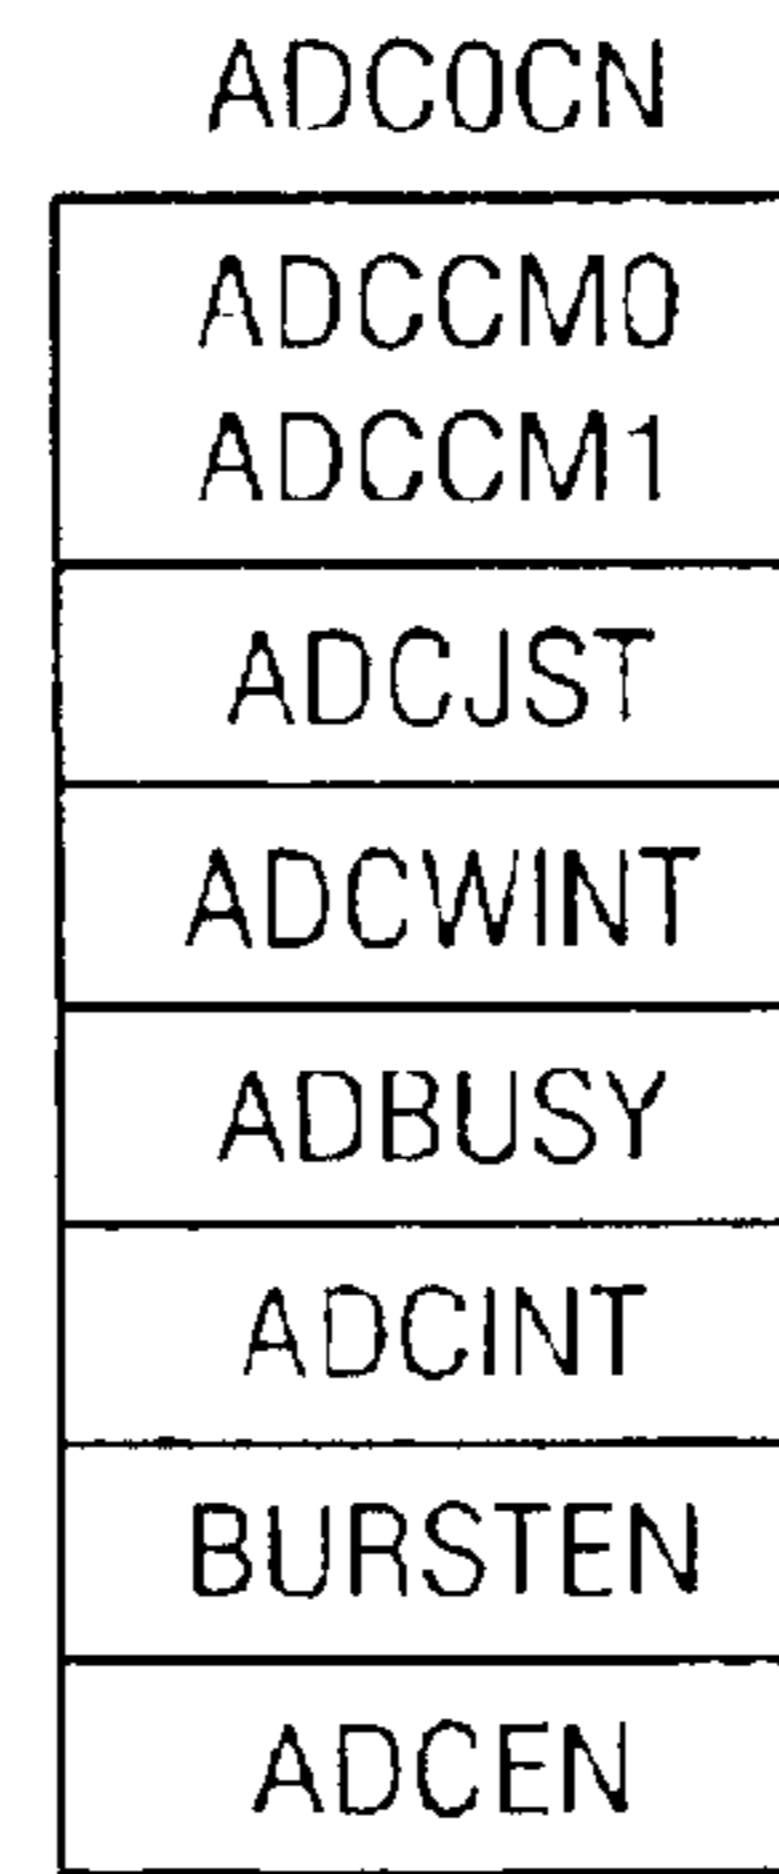 ADC0CN
ADCCM0
ADCCM1
ADCJST
ADCWINT
ADBUSY
ADCINT
BURSTEN
ADCEN